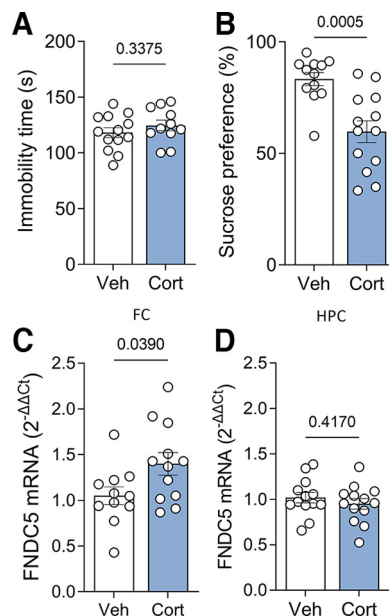 A
B
0.3375
0.0005
Immobility time (s)
200
150
100
50
0
Veh Cort
Sucrose preference (%)
100
50
0
Veh Cort
FC
HPC
C
D
0.0390
0.4170
FNDC5 mRNA (2-ΔΔCt)
2.5
2.0
1.5
1.0
0.5
0.0
Veh Cort
FNDC5 mRNA (2-ΔΔCt)
2.5
2.0
1.5
1.0
0.5
0.0
Veh Cort